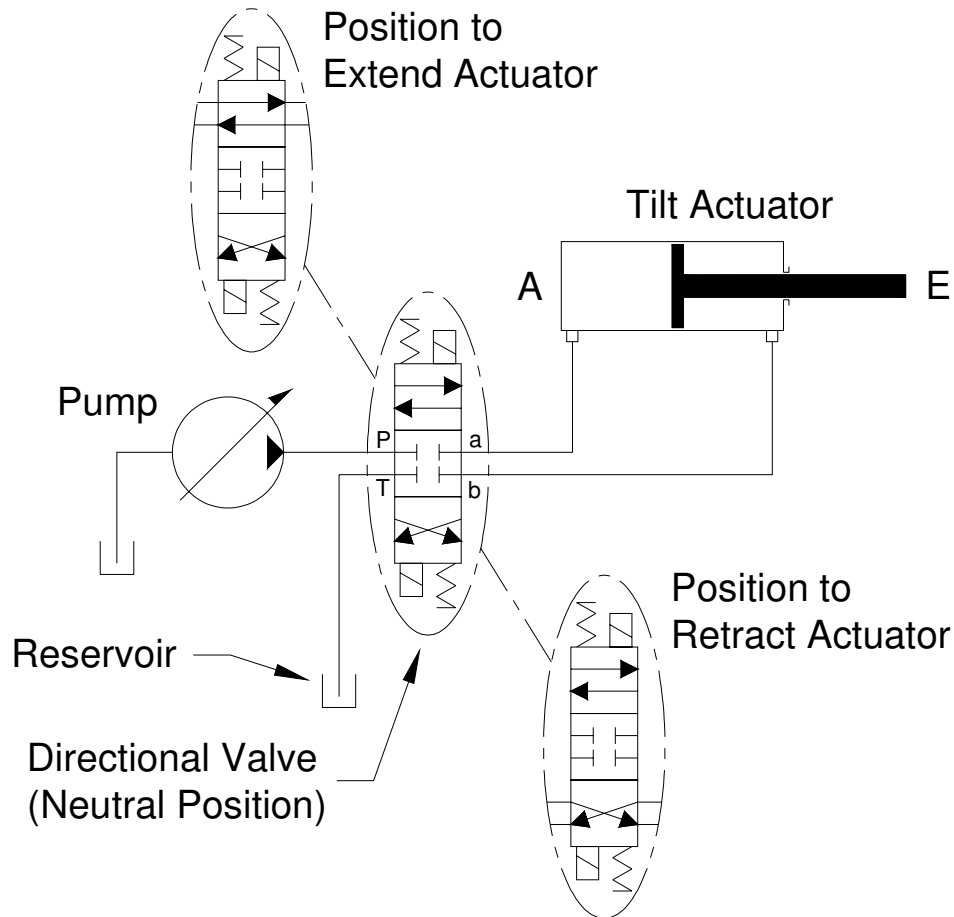 Position to
Extend Actuator
Tilt Actuator
A
E
Pump
P
a
T
b
Position to
Retract Actuator
Reservoir
Directional Valve
(Neutral Position)